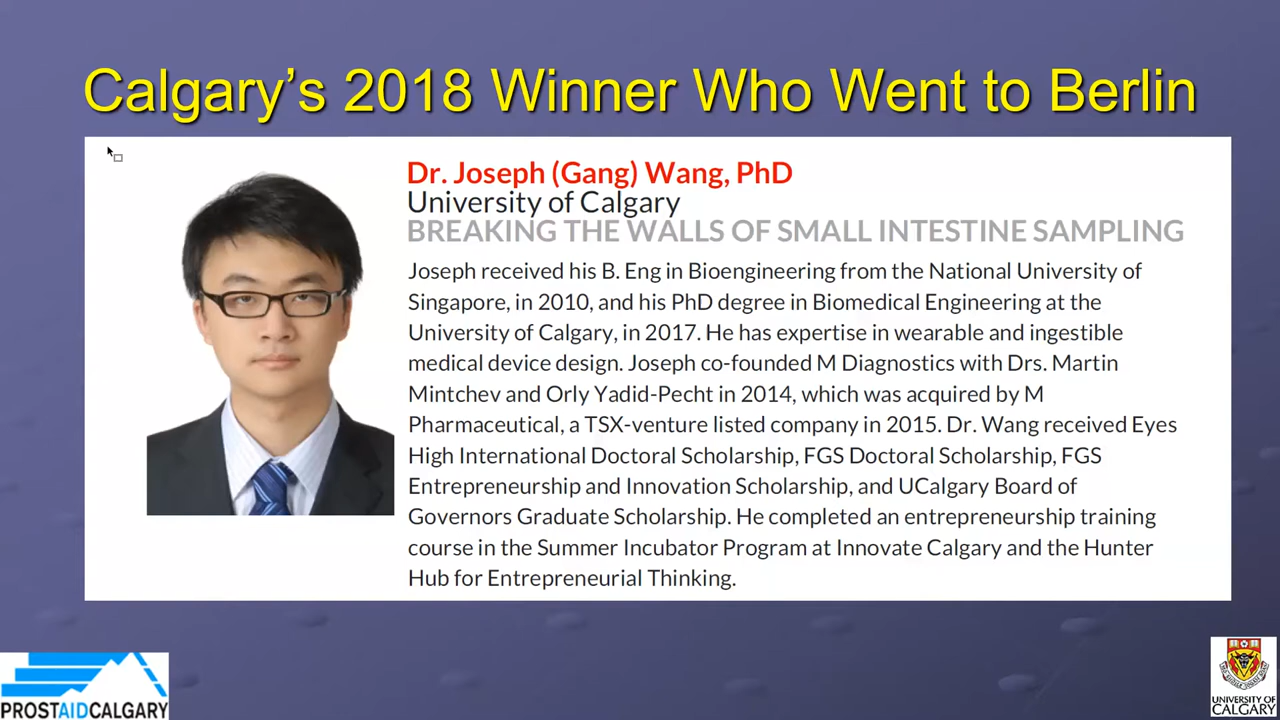 Calgary’s 2018 Winner Who Went to Berlin
Dr. Joseph (Gang) Wang, PhD
University of Calgary
BREAKING THE WALLS OF SMALL INTESTINE SAMPLING
Joseph received his B. Eng in Bioengineering from the National University of
Singapore, in 2010, and his PhD degree in Biomedical Engineering at the
University of Calgary, in 2017. He has expertise in wearable and ingestible
medical device design. Joseph co-founded M Diagnostics with Drs. Martin
Mintchev and Orly Yadid-Pecht in 2014, which was acquired by M
Pharmaceutical, a TSX-venture listed company in 2015. Dr. Wang received Eyes
High International Doctoral Scholarship, FGS Doctoral Scholarship, FGS
Entrepreneurship and Innovation Scholarship, and UCalgary Board of
Governors Graduate Scholarship. He completed an entrepreneurship training
course in the Summer Incubator Program at Innovate Calgary and the Hunter
Hub for Entrepreneurial Thinking.
PROSTAIDCALGARY
UNIVERSITY OF
CALGARY